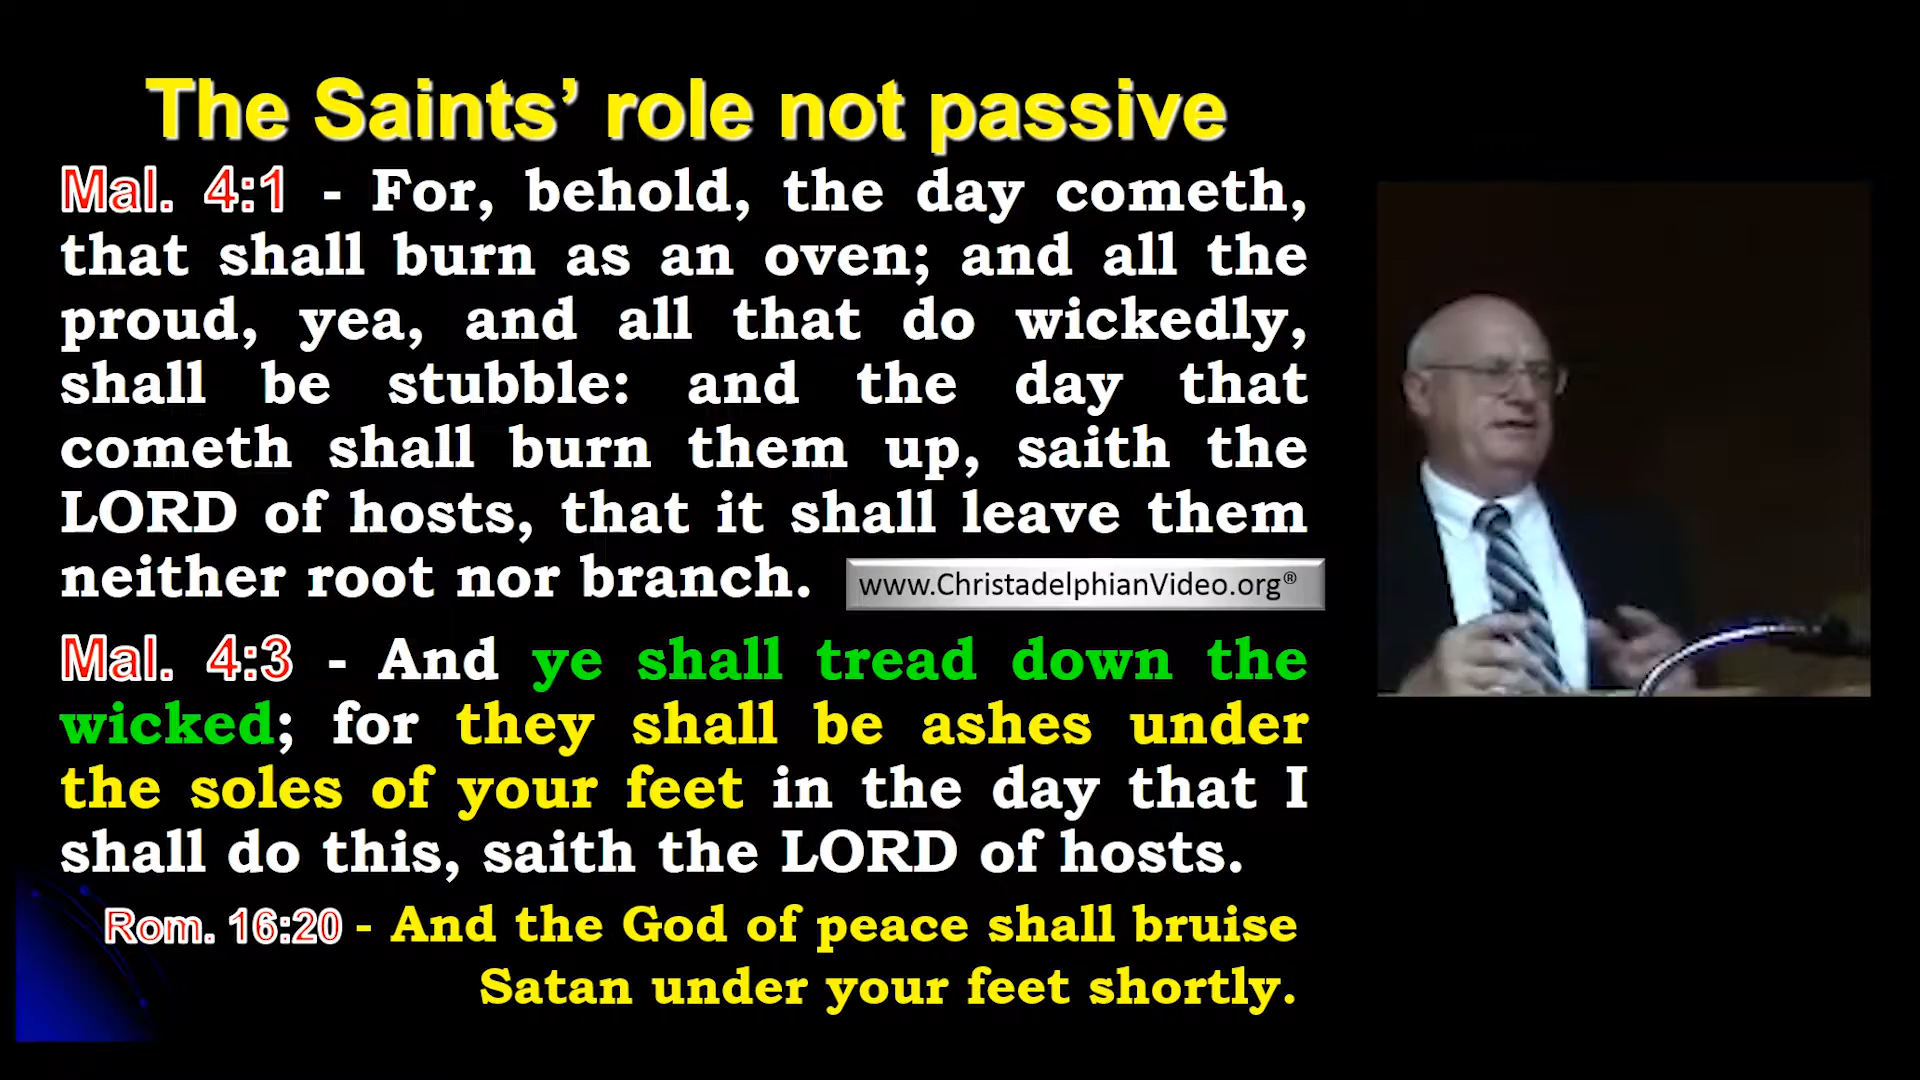 The Saints’ role not passive
Mal. 4:1 - For, behold, the day cometh,
that shall burn as an oven; and all the
proud, yea, and all that do wickedly,
shall be stubble: and the day that
cometh shall burn them up, saith the
LORD of hosts, that it shall leave them
neither root nor branch.
www.ChristadelphianVideo.org®
Mal. 4:3 - And ye shall tread down the
wicked; for they shall be ashes under
the soles of your feet in the day that I
shall do this, saith the LORD of hosts.
Rom. 16:20 - And the God of peace shall bruise
Satan under your feet shortly.